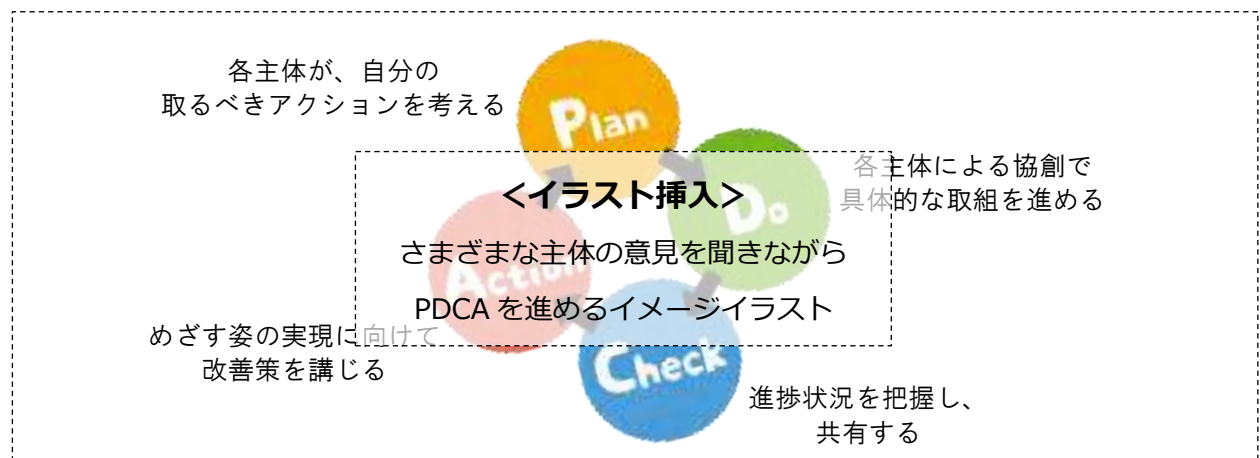 各主体が、自分の
取るべきアクションを考える
Plan
各主体による協創で
具体的な取組を進める
Do
<イラスト挿入>
さまざまな主体の意見を聞きながら
PDCA を進めるイメージイラスト
Action
めざす姿の実現に向けて
改善策を講じる
Check
進捗状況を把握し、
共有する